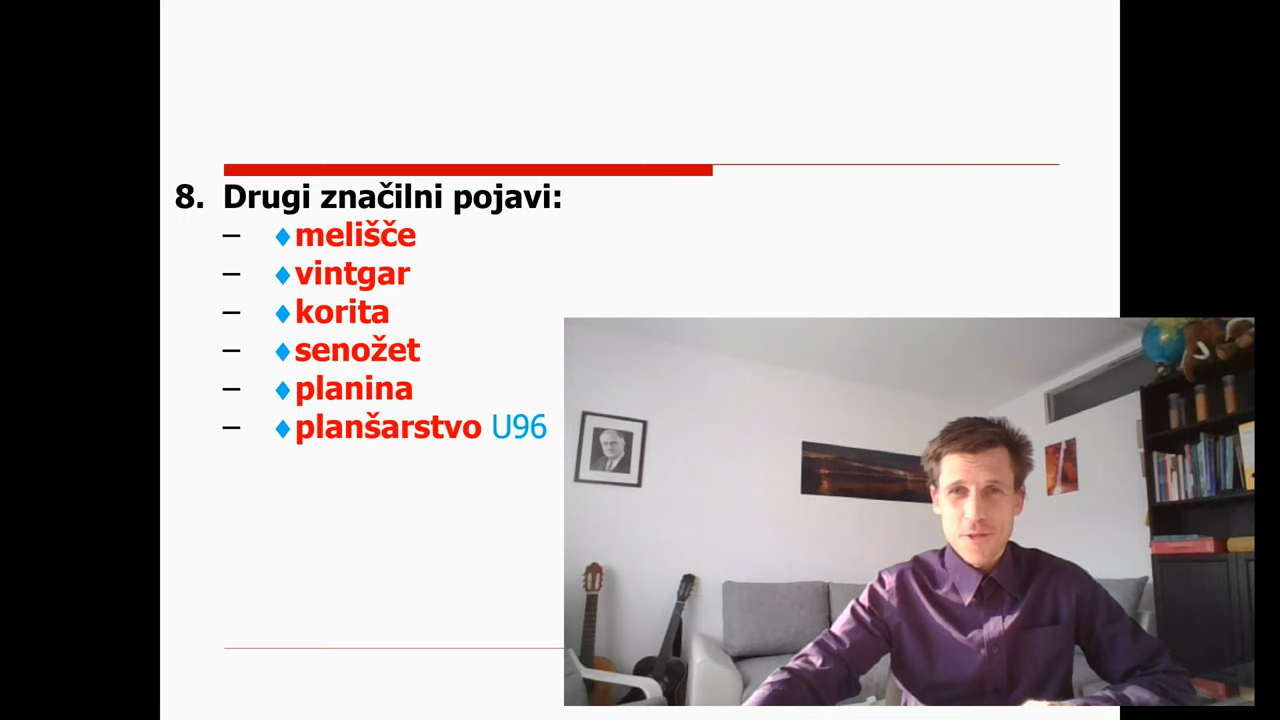 8. Drugi značilni pojavi:
– ♦melišče
– ♦vintgar
– ♦korita
– ♦senožet
– ♦planina
– ♦planšarstvo U96